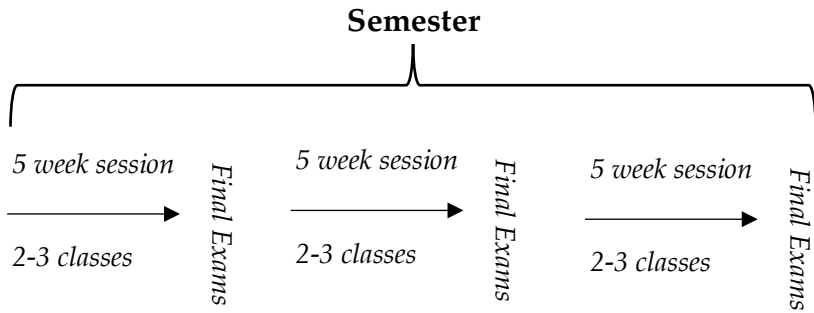 Semester
5 week session
2-3 classes
Final Exams
5 week session
2-3 classes
Final Exams
5 week session
2-3 classes
Final Exams